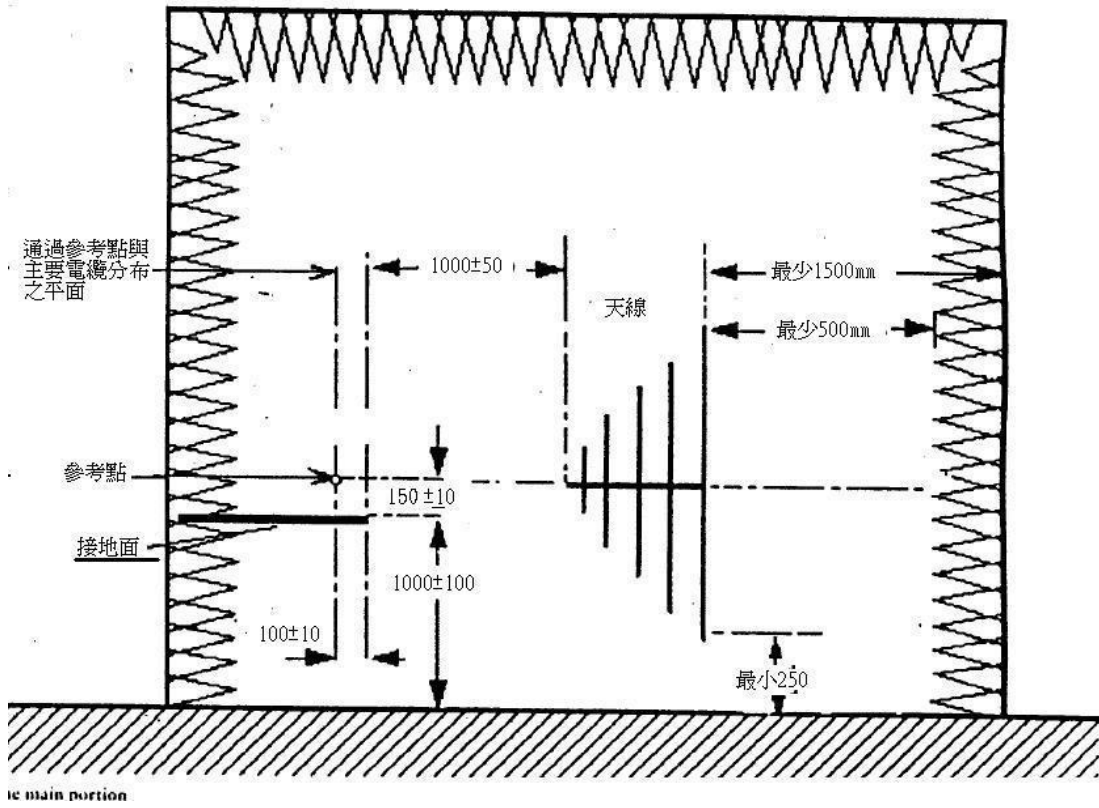 通過參考點與
主要電纜分布
之平面
1000±50
最少1500mm
天線
最少500mm
參考點
150±10
接地面
1000±100
100±10
最小250
ne main portion